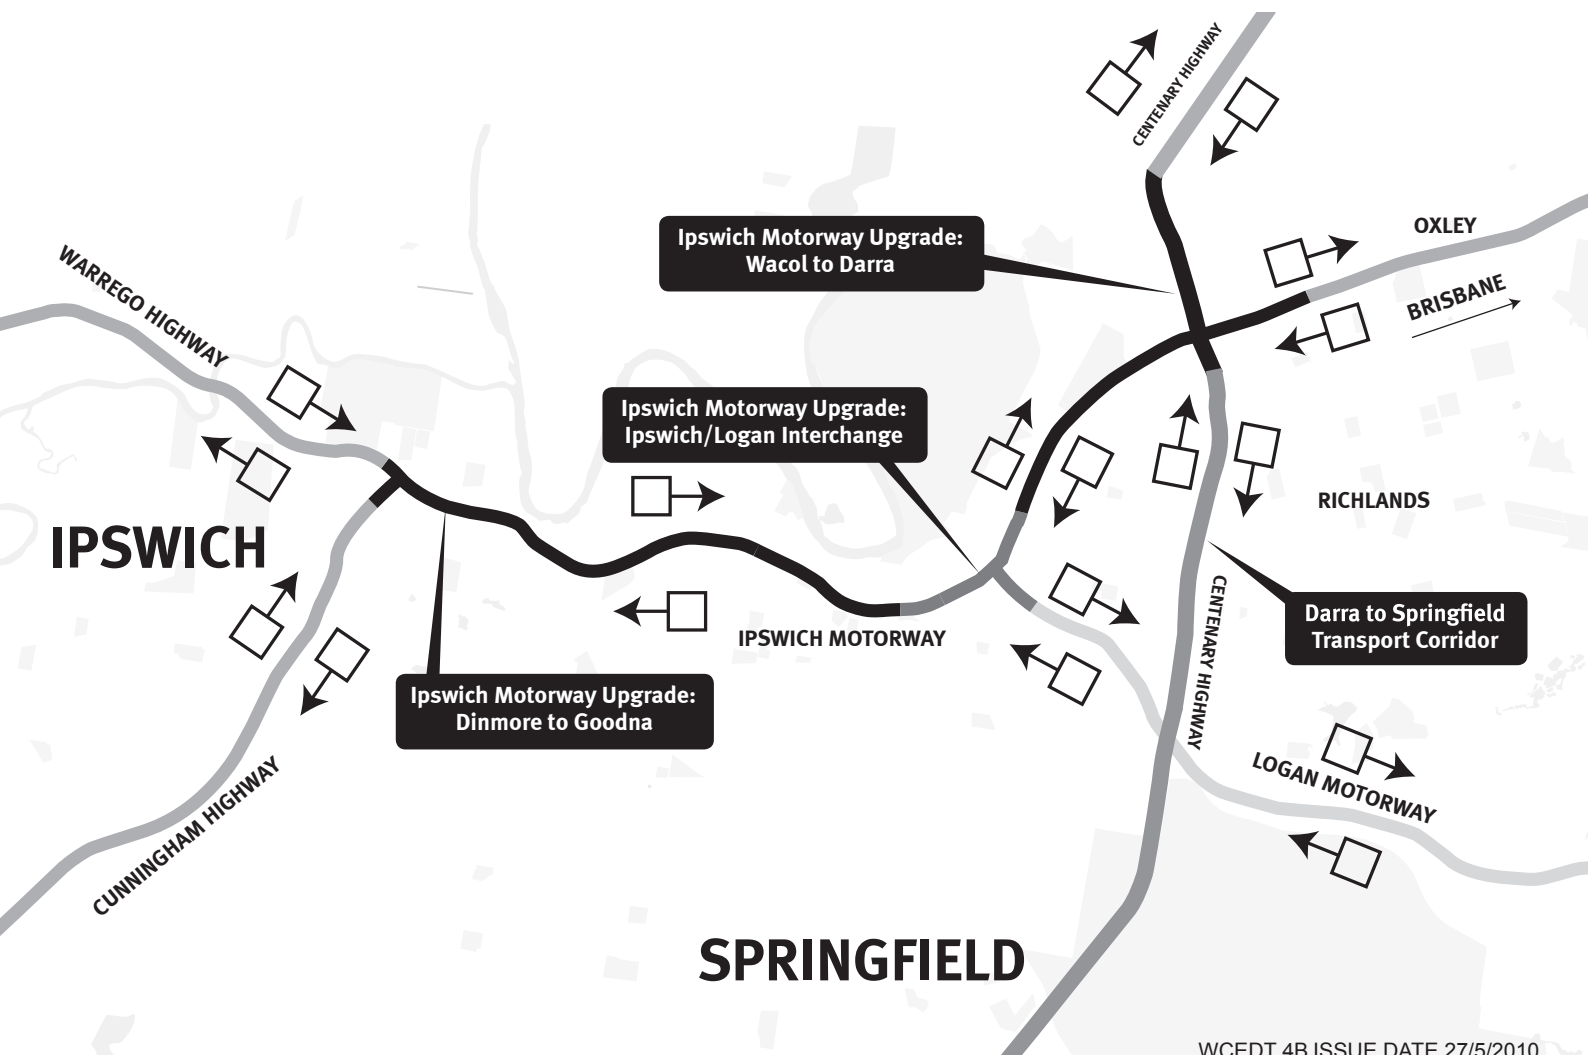 CENTENARY HIGHWAY
Ipswich Motorway Upgrade:
Wacol to Darra
OXLEY
BRISBANE
WARREGO HIGHWAY
Ipswich Motorway Upgrade:
Ipswich/Logan Interchange
RICHLANDS
IPSWICH
CENTENARY HIGHWAY
Darra to Springfield
Transport Corridor
IPSWICH MOTORWAY
Ipswich Motorway Upgrade:
Dinmore to Goodna
LOGAN MOTORWAY
CUNNINGHAM HIGHWAY
SPRINGFIELD
WCEDT 4B ISSUE DATE 27/5/2010